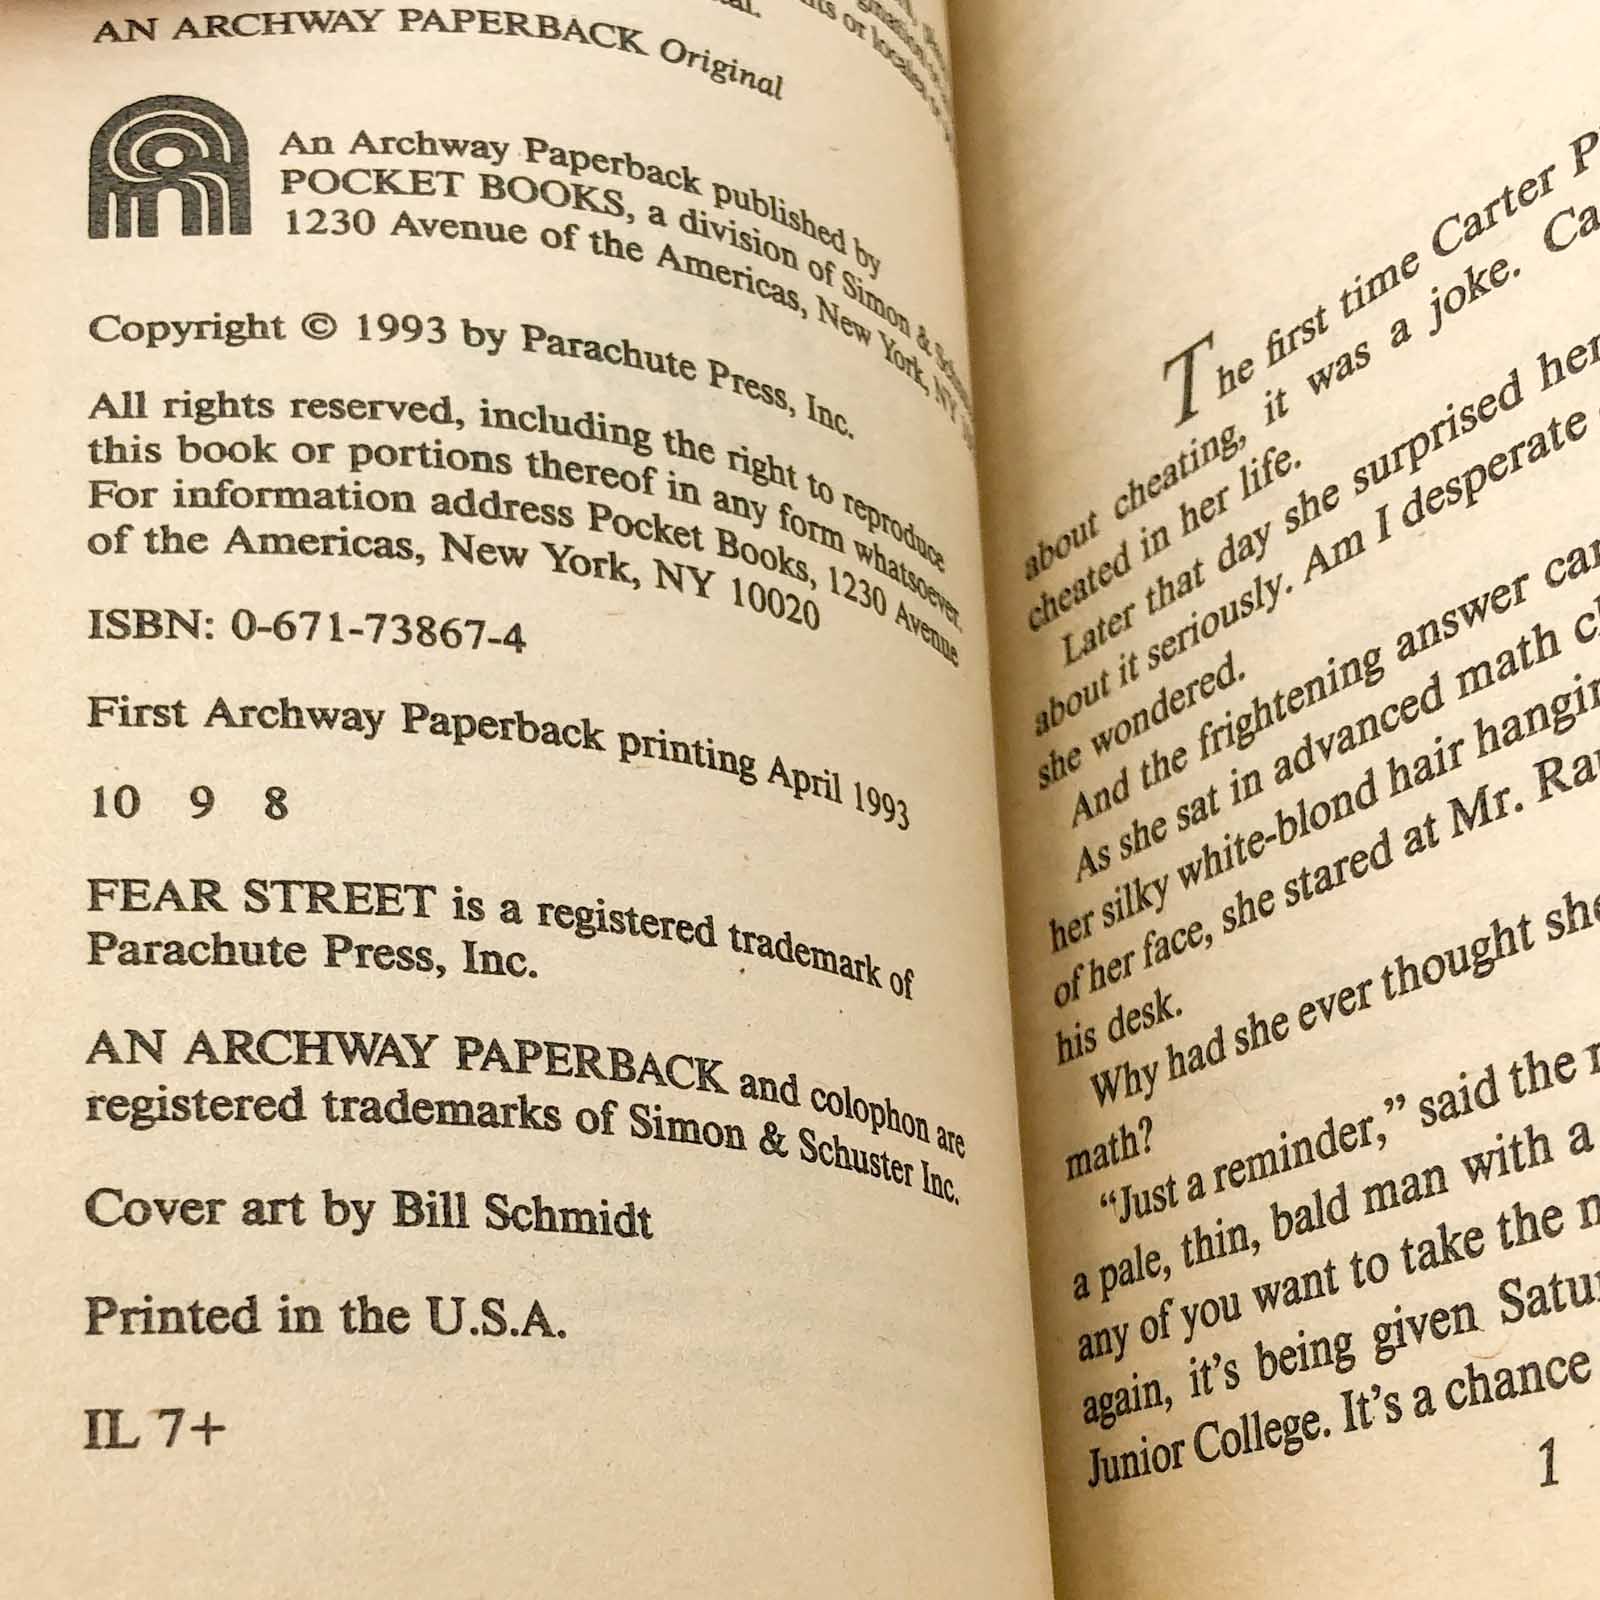 AN ARCHWAY PAPERBACK Original
An Archway Paperback published by
POCKET BOOKS, a division of Simon &
1230 Avenue of the Americas, New York, NY
Copyright © 1993 by Parachute Press, Inc.
All rights reserved, including the right to reproduce
this book or portions thereof in any form whatsoever.
For information address Pocket Books, 1230 Avenue
of the Americas, New York, NY 10020
ISBN: 0-671-73867-4
First Archway Paperback printing April 1993
10 9 8
FEAR STREET is a registered trademark of
Parachute Press, Inc.
AN ARCHWAY PAPERBACK and colophon are
registered trademarks of Simon & Schuster Inc.
Cover art by Bill Schmidt
Printed in the U.S.A.
IL 7+
The first time Carter P
about cheating, it was a joke. Ca
cheated in her life.
Later that day she surprised her
about it seriously. Am I desperate
she wondered.
And the frightening answer ca
As she sat in advanced math c
her silky white-blond hair hangin
of her face, she stared at Mr. Ra
his desk.
Why had she ever thought she
math?
“Just a reminder,” said the
a pale, thin, bald man with a
any of you want to take the
again, it’s being given Satu
Junior College. It’s a chance
1